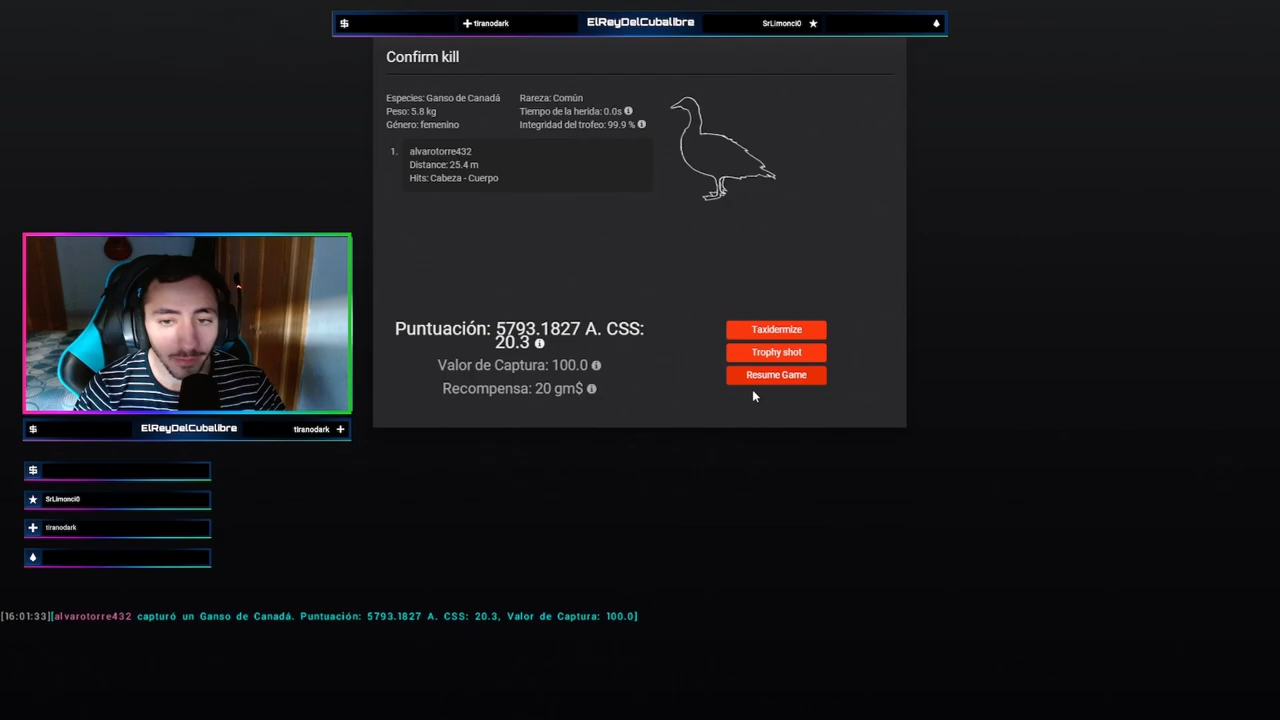 tiranodark
ElReyDelCubalibre
SrLimonci0
Confirm kill
Especies: Ganso de Canadá
Peso: 5.8 kg
Género: femenino
Rareza: Común
Tiempo de la herida: 0.0s
Integridad del trofeo: 99.9 %
1. alvarotorre432
Distance: 25.4 m
Hits: Cabeza - Cuerpo
Puntuación: 5793.1827 A. CSS:
20.3
Valor de Captura: 100.0
Recompensa: 20 gm$
Taxidermize
Trophy shot
Resume Game
ElReyDelCubalibre
tiranodark
SrLimonci0
tiranodark
[16:01:33][alvarotorre432 capturó un Ganso de Canadá. Puntuación: 5793.1827 A. CSS: 20.3, Valor de Captura: 100.0]